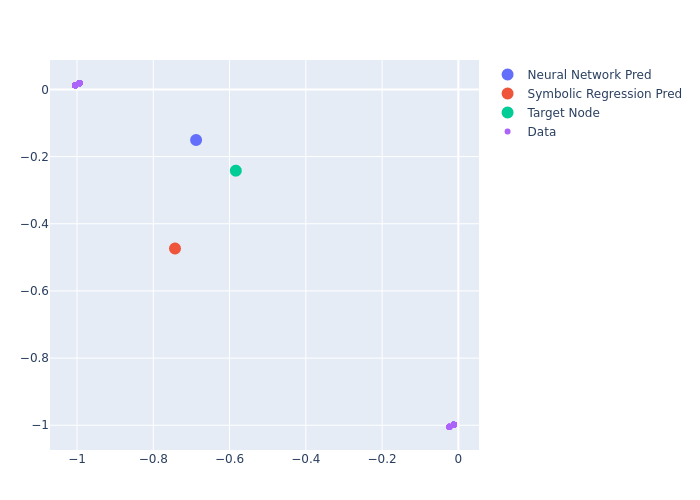 Neural Network Pred
Symbolic Regression Pred
Target Node
Data
0
−0.2
−0.4
−0.6
−0.8
−1
−1 −0.8 −0.6 −0.4 −0.2 0